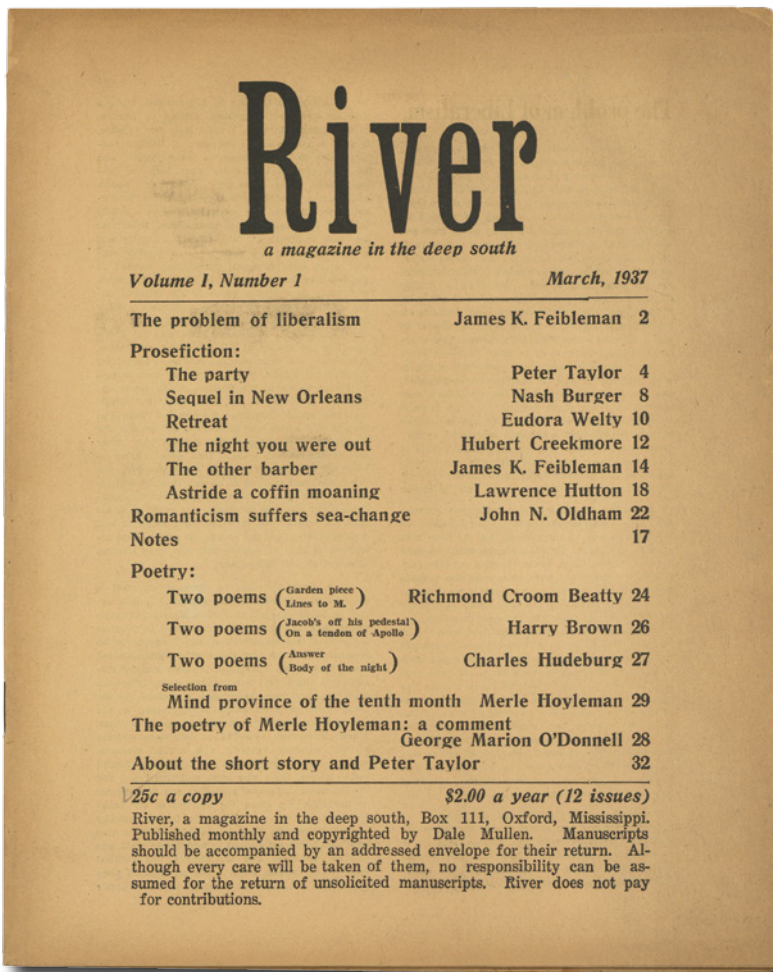 River
a magazine in the deep south
Volume I, Number 1 March, 1937
The problem of liberalism James K. Feibleman 2
Prosefiction:
The party Peter Taylor 4
Sequel in New Orleans Nash Burger 8
Retreat Eudora Welty 10
The night you were out Hubert Creekmore 12
The other barber James K. Feibleman 14
Astride a coffin moaning Lawrence Hutton 18
Romanticism suffers sea-change John N. Oldham 22
Notes 17
Poetry:
Two poems (Garden piece
Lines to M.) Richmond Croom Beatty 24
Two poems (Jacob's off his pedestal
On a tendon of Apollo) Harry Brown 26
Two poems (Answer
Body of the night) Charles Hudeburg 27
Selection from
Mind province of the tenth month Merle Hoyleman 29
The poetry of Merle Hoyleman: a comment
George Marion O'Donnell 28
About the short story and Peter Taylor 32
25c a copy $2.00 a year (12 issues)
River, a magazine in the deep south, Box 111, Oxford, Mississippi.
Published monthly and copyrighted by Dale Mullen. Manuscripts
should be accompanied by an addressed envelope for their return. Al-
though every care will be taken of them, no responsibility can be as-
sumed for the return of unsolicited manuscripts. River does not pay
for contributions.